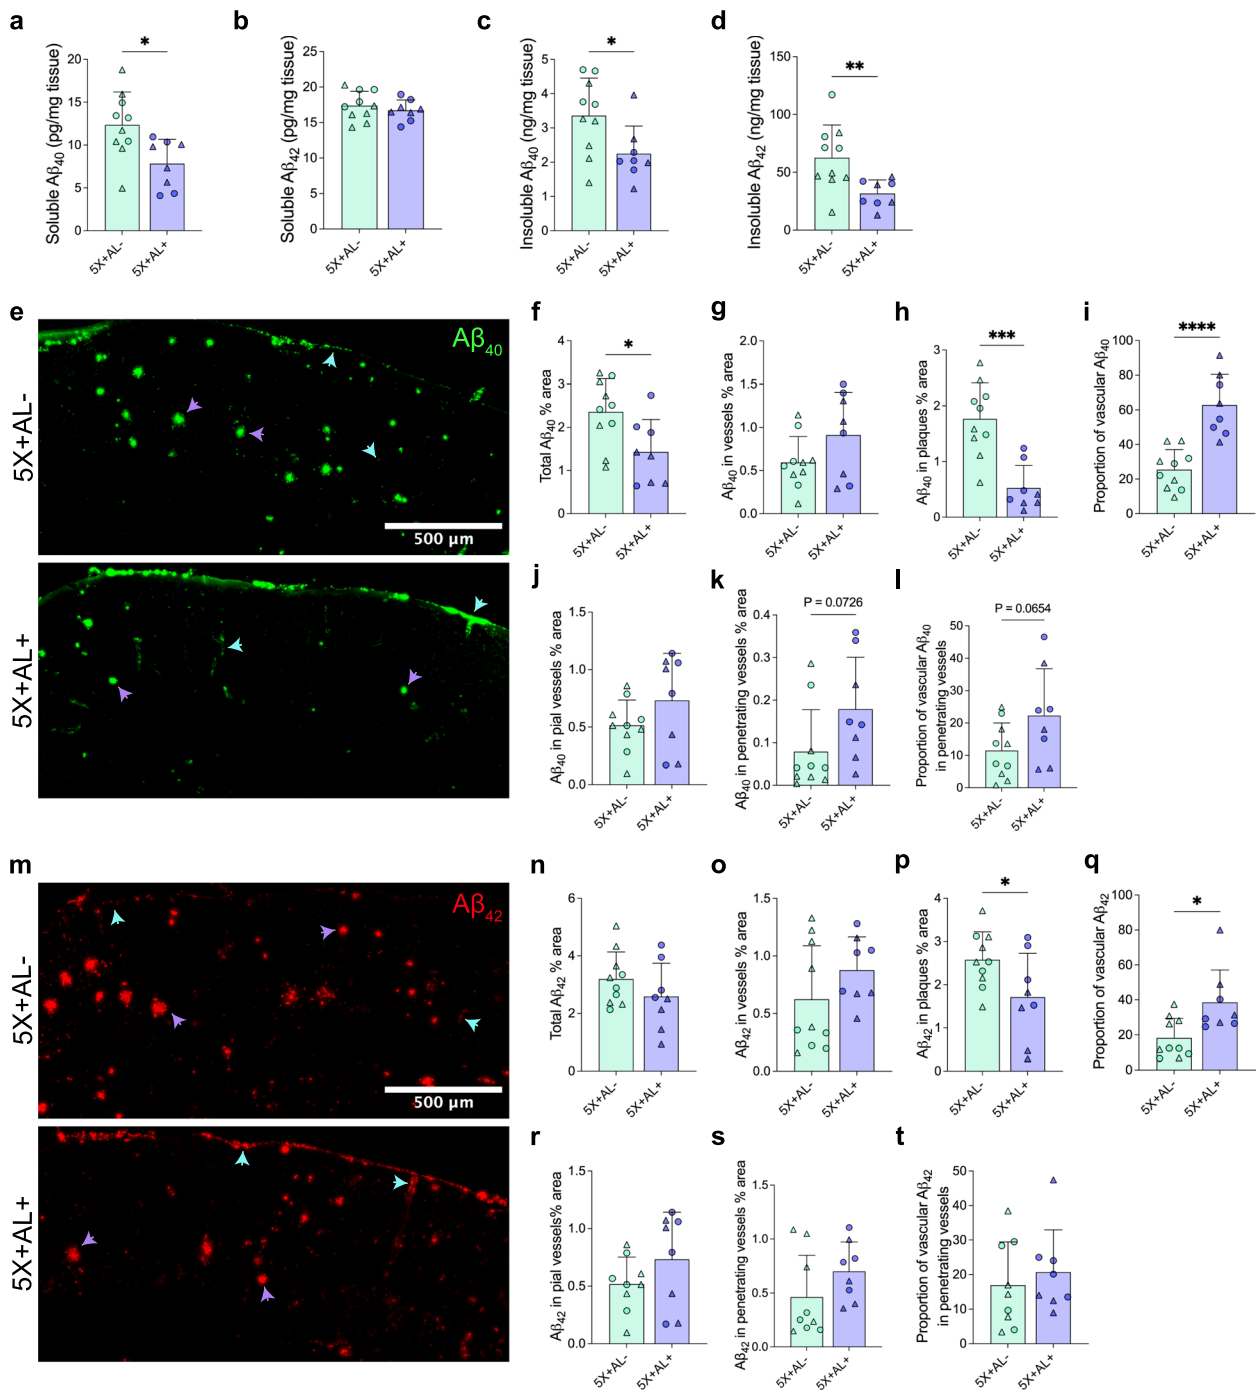 a
Soluble Aβ40 (pg/mg tissue)
20
15
10
5
0
*
5X+AL-
5X+AL+
b
Soluble Aβ42 (pg/mg tissue)
25
20
15
10
5
0
5X+AL-
5X+AL+
c
Insoluble Aβ40 (ng/mg tissue)
5
4
3
2
1
0
*
5X+AL-
5X+AL+
d
Insoluble Aβ42 (ng/mg tissue)
150
100
50
0
**
5X+AL-
5X+AL+
e
5X+AL-
Aβ40
500 µm
5X+AL+
f
Total Aβ40 % area
4
3
2
1
0
*
5X+AL-
5X+AL+
g
Aβ40 in vessels % area
2.0
1.5
1.0
0.5
0.0
5X+AL-
5X+AL+
h
Aβ40 in plaques % area
3
2
1
0
***
5X+AL-
5X+AL+
i
Proportion of vascular Aβ40
100
80
60
40
20
0
****
5X+AL-
5X+AL+
j
Aβ40 in pial vessels % area
1.5
1.0
0.5
0.0
5X+AL-
5X+AL+
k
Aβ40 in penetrating vessels % area
0.4
0.3
0.2
0.1
0.0
P = 0.0726
5X+AL-
5X+AL+
l
Proportion of vascular Aβ40
in penetrating vessels
50
40
30
20
10
0
P = 0.0654
5X+AL-
5X+AL+
m
5X+AL-
Aβ42
500 µm
5X+AL+
n
Total Aβ42 % area
6
4
2
0
5X+AL-
5X+AL+
o
Aβ42 in vessels % area
1.5
1.0
0.5
0.0
5X+AL-
5X+AL+
p
Aβ42 in plaques % area
4
3
2
1
0
*
5X+AL-
5X+AL+
q
Proportion of vascular Aβ42
100
80
60
40
20
0
*
5X+AL-
5X+AL+
r
Aβ42 in pial vessels% area
1.5
1.0
0.5
0.0
5X+AL-
5X+AL+
s
Aβ42 in penetrating vessels % area
1.5
1.0
0.5
0.0
5X+AL-
5X+AL+
t
Proportion of vascular Aβ42
in penetrating vessels
50
40
30
20
10
0
5X+AL-
5X+AL+